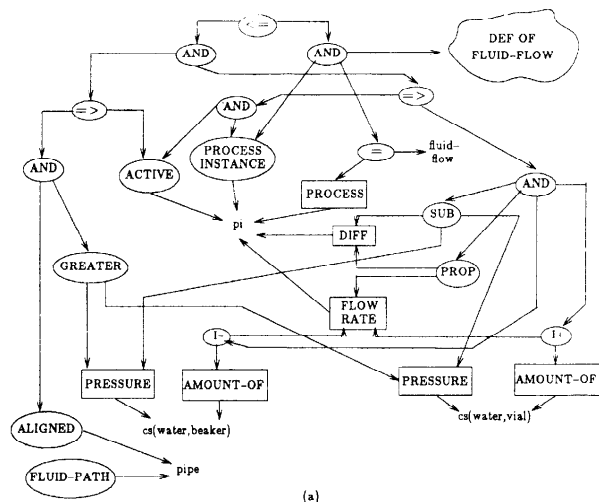 <=>
AND
AND
DEF OF
FLUID-FLOW
=>
AND
=>
AND
ACTIVE
PROCESS
INSTANCE
=
fluid-
flow
AND
PROCESS
SUB
pi
DIFF
GREATER
PROP
FLOW
RATE
I-
I+
PRESSURE
AMOUNT-OF
PRESSURE
AMOUNT-OF
cs(water,beaker)
cs(water,vial)
ALIGNED
pipe
FLUID-PATH
(a)